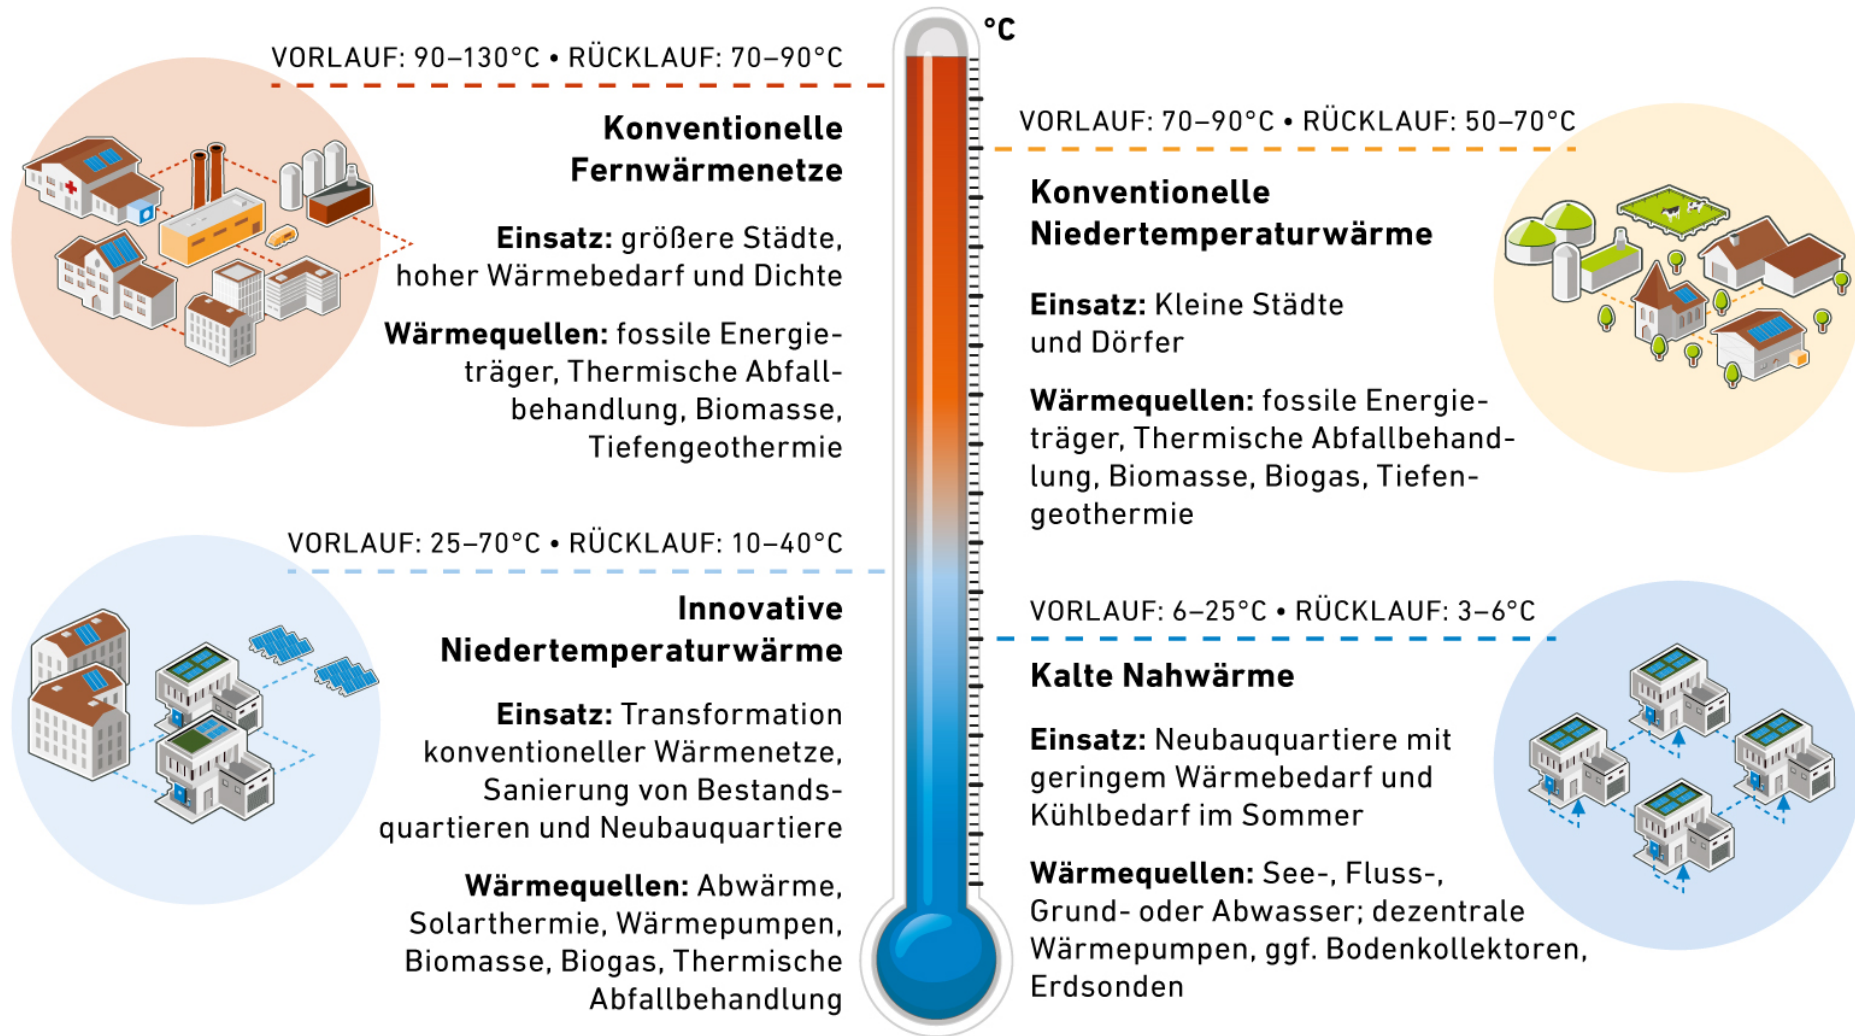 °C
VORLAUF: 90–130°C • RÜCKLAUF: 70–90°C
Konventionelle
Fernwärmenetze
Einsatz: größere Städte,
hoher Wärmebedarf und Dichte
Wärmequellen: fossile Energie-
träger, Thermische Abfall-
behandlung, Biomasse,
Tiefengeothermie
VORLAUF: 70–90°C • RÜCKLAUF: 50–70°C
Konventionelle
Niedertemperaturwärme
Einsatz: Kleine Städte
und Dörfer
Wärmequellen: fossile Energie-
träger, Thermische Abfallbehand-
lung, Biomasse, Biogas, Tiefen-
geothermie
VORLAUF: 25–70°C • RÜCKLAUF: 10–40°C
Innovative
Niedertemperaturwärme
Einsatz: Transformation
konventioneller Wärmenetze,
Sanierung von Bestands-
quartieren und Neubauquartiere
Wärmequellen: Abwärme,
Solarthermie, Wärmepumpen,
Biomasse, Biogas, Thermische
Abfallbehandlung
VORLAUF: 6–25°C • RÜCKLAUF: 3–6°C
Kalte Nahwärme
Einsatz: Neubauquartiere mit
geringem Wärmebedarf und
Kühlbedarf im Sommer
Wärmequellen: See-, Fluss-,
Grund- oder Abwasser; dezentrale
Wärmepumpen, ggf. Bodenkollektoren,
Erdsonden